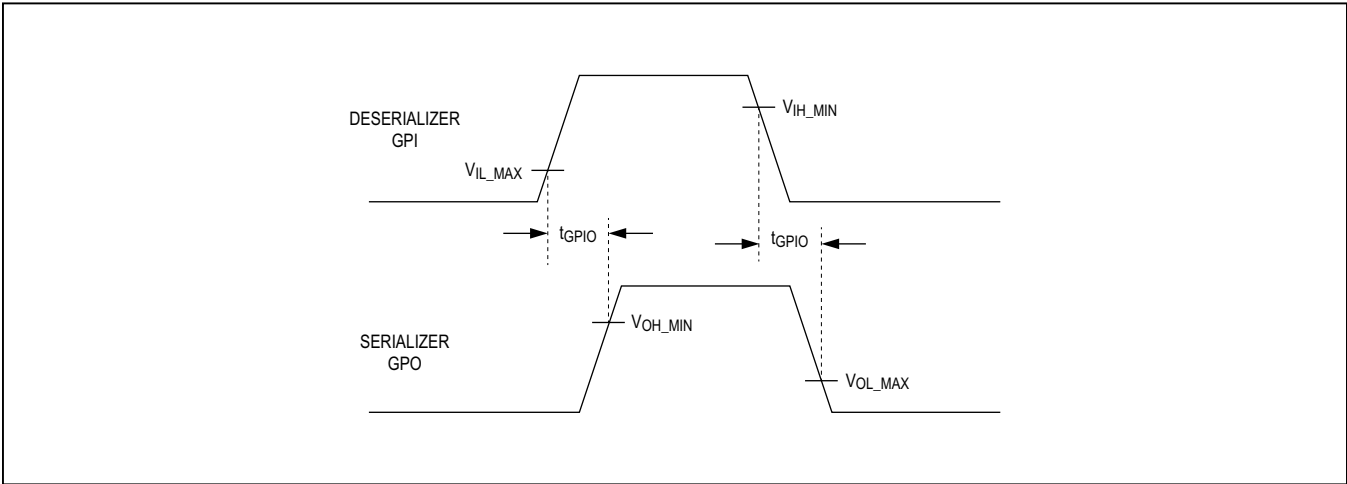 DESERIALIZER
GPI
VIH_MIN
VIL_MAX
tGPIO
tGPIO
SERIALIZER
GPO
VOH_MIN
VOL_MAX